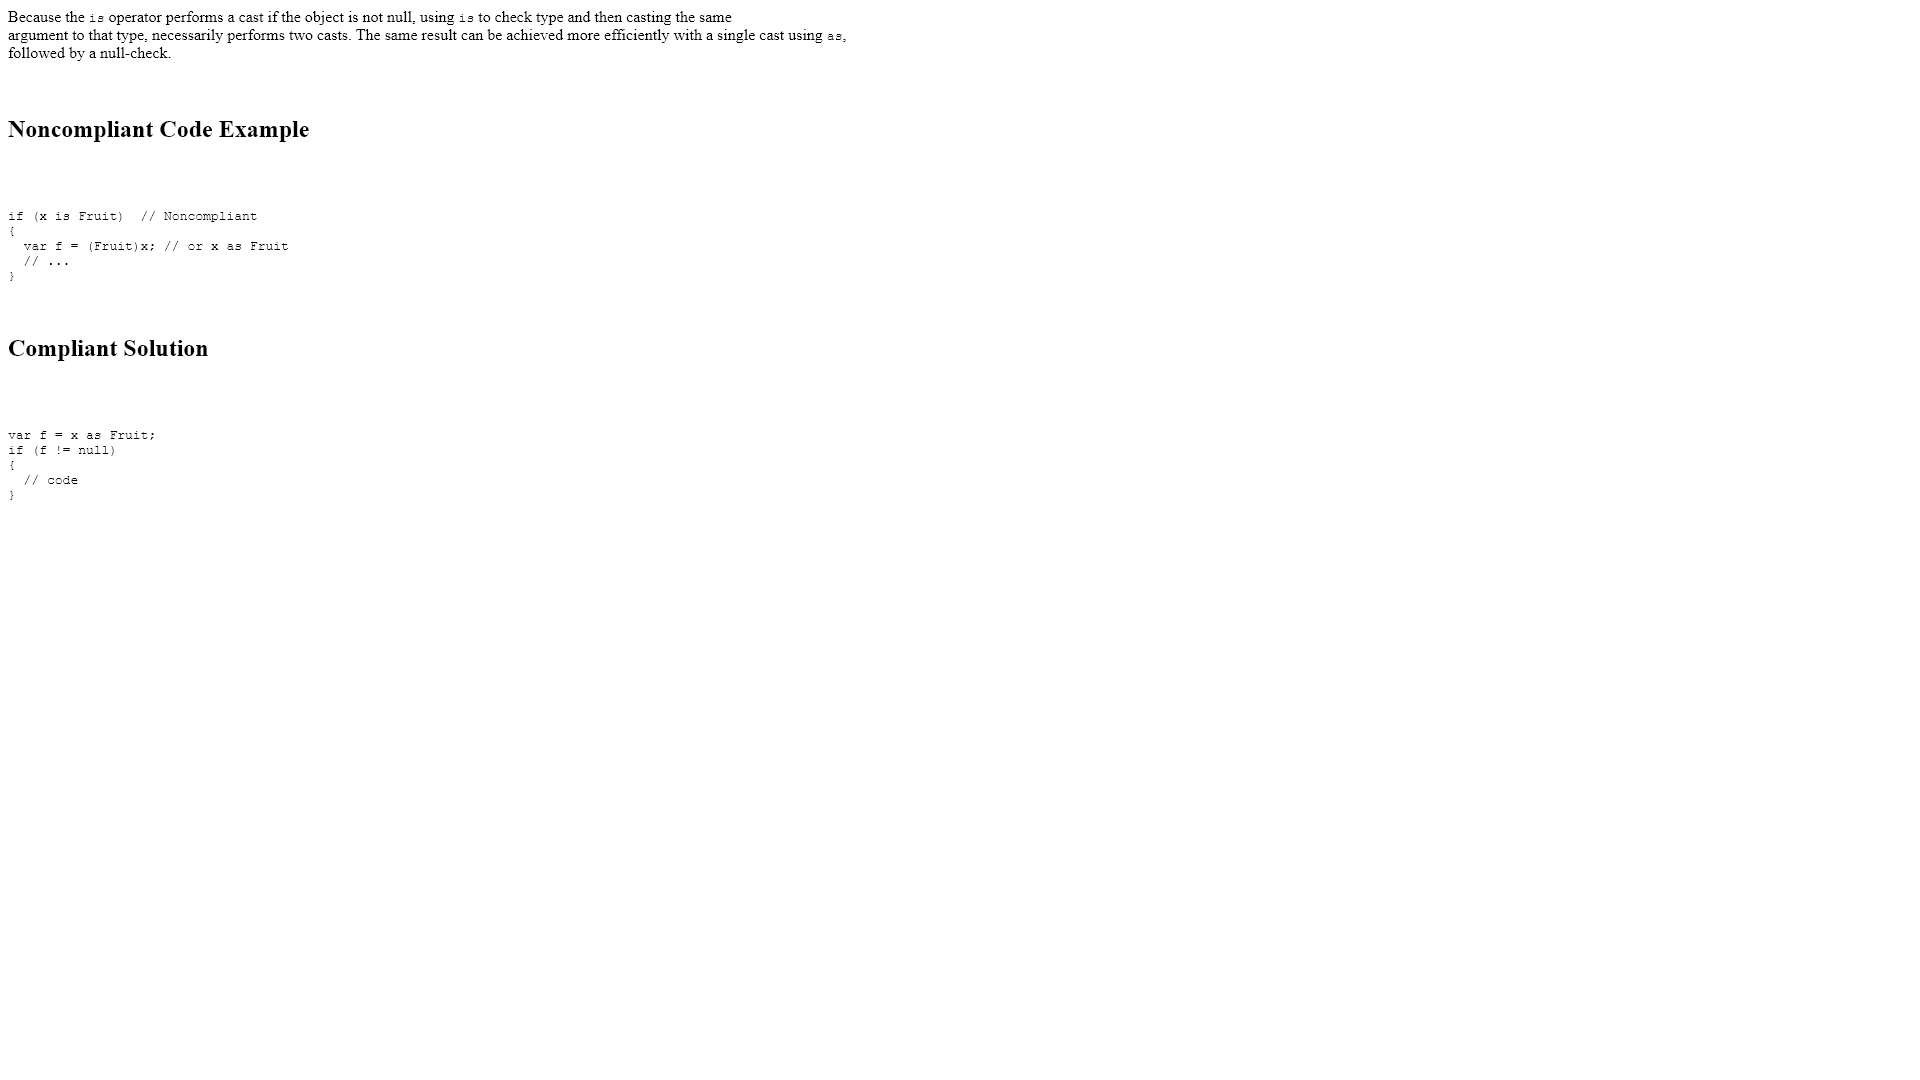 Because the is operator performs a cast if the object is not null, using is to check type and then casting the same
argument to that type, necessarily performs two casts. The same result can be achieved more efficiently with a single cast using as,
followed by a null-check.
Noncompliant Code Example
if (x is Fruit)  // Noncompliant
{
  var f = (Fruit)x; // or x as Fruit
  // ...
}
Compliant Solution
var f = x as Fruit;
if (f != null)
{
  // code
}